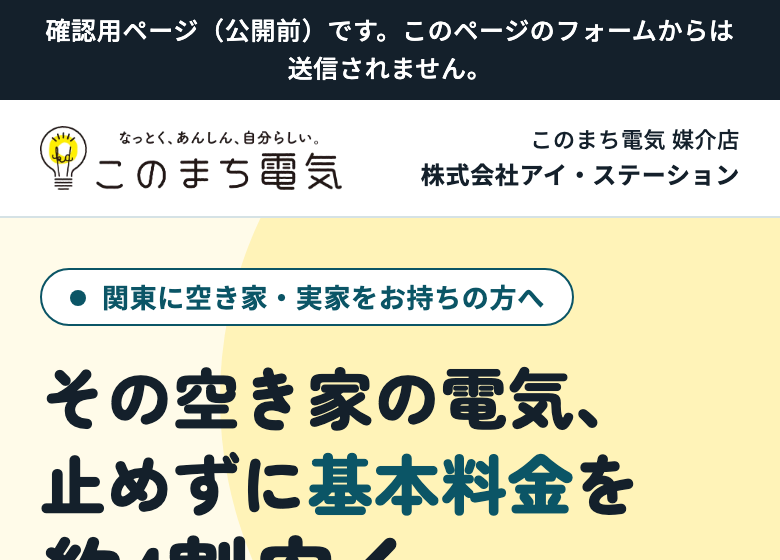 確認用ページ（公開前）です。このページのフォームからは
送信されません。
なっとく、あんしん、自分らしい。
このまち電気
このまち電気 媒介店
株式会社アイ・ステーション
関東に空き家・実家をお持ちの方へ
その空き家の電気、
止めずに基本料金を
約4割安く